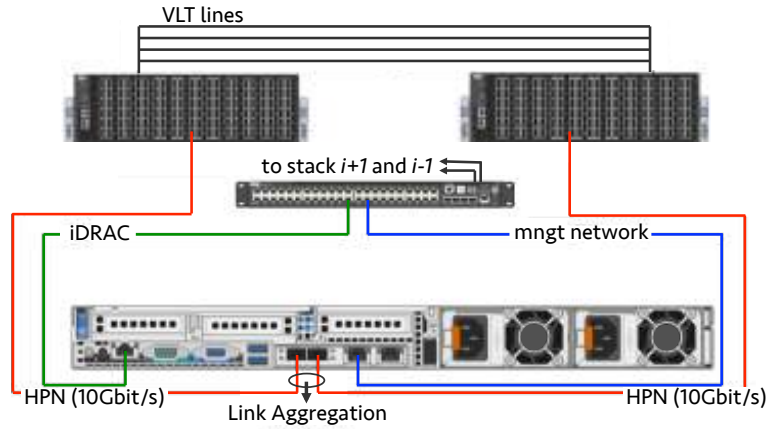 VLT lines
to stack i+1 and i-1
iDRAC
mngt network
HPN (10Gbit/s)
HPN (10Gbit/s)
Link Aggregation